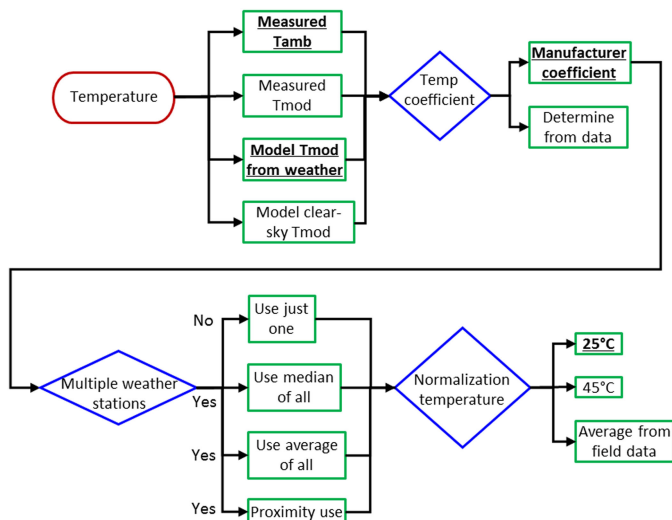 Temperature
Measured
Tamb
Measured
Tmod
Model Tmod
from weather
Model clear-
sky Tmod
Temp
coefficient
Manufacturer
coefficient
Determine
from data
Multiple weather
stations
No
Use just
one
Yes
Use median
of all
Yes
Use average
of all
Yes
Proximity use
Normalization
temperature
25°C
45°C
Average from
field data